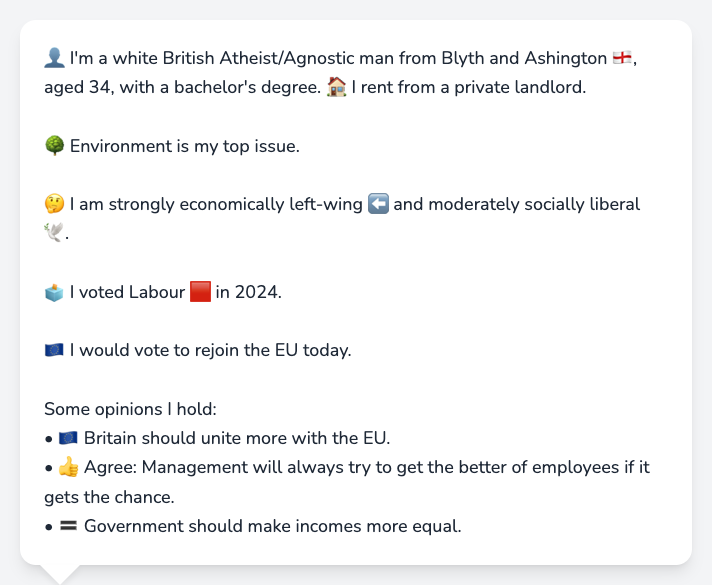 👤 I'm a white British Atheist/Agnostic man from Blyth and Ashington 🏴󠁧󠁢󠁥󠁮󠁧󠁿,
aged 34, with a bachelor's degree. 🏠 I rent from a private landlord.
🌳 Environment is my top issue.
🤔 I am strongly economically left-wing ⬅️ and moderately socially liberal
🕊️.
🗳️ I voted Labour 🟥 in 2024.
🇪🇺 I would vote to rejoin the EU today.
Some opinions I hold:
• 🇪🇺 Britain should unite more with the EU.
• 👍 Agree: Management will always try to get the better of employees if it
gets the chance.
• 🟰 Government should make incomes more equal.